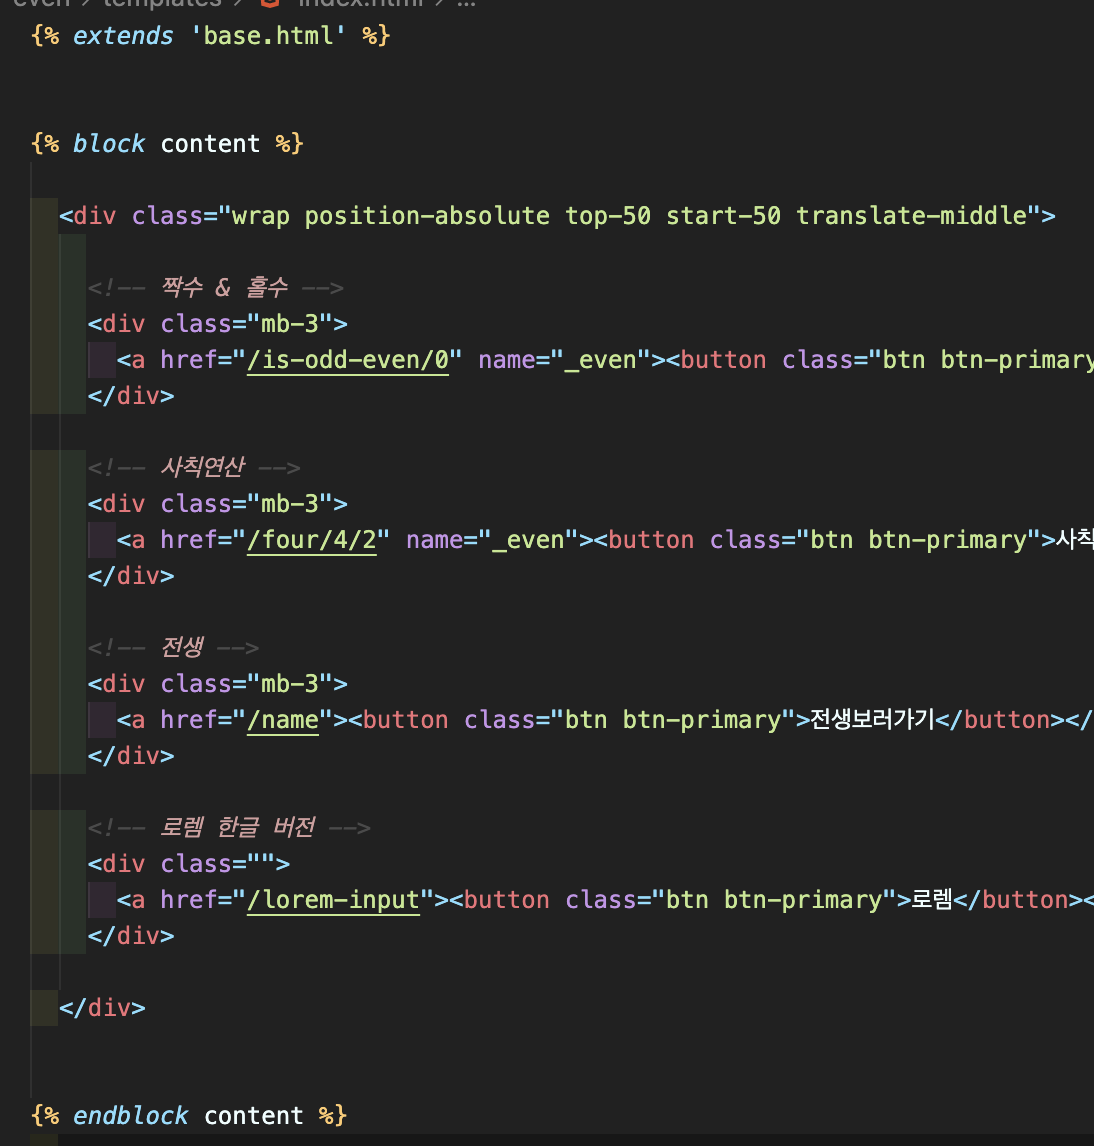 even > templates > index.html > ...
{% extends 'base.html' %}
{% block content %}
<div class="wrap position-absolute top-50 start-50 translate-middle">
<!-- 짝수 & 홀수 -->
<div class="mb-3">
<a href="/is-odd-even/0" name="_even"><button class="btn btn-primary
</div>
<!-- 사칙연산 -->
<div class="mb-3">
<a href="/four/4/2" name="_even"><button class="btn btn-primary">사칙
</div>
<!-- 전생 -->
<div class="mb-3">
<a href="/name"><button class="btn btn-primary">전생보러가기</button></
</div>
<!-- 로렘 한글 버전 -->
<div class="">
<a href="/lorem-input"><button class="btn btn-primary">로렘</button><
</div>
</div>
{% endblock content %}